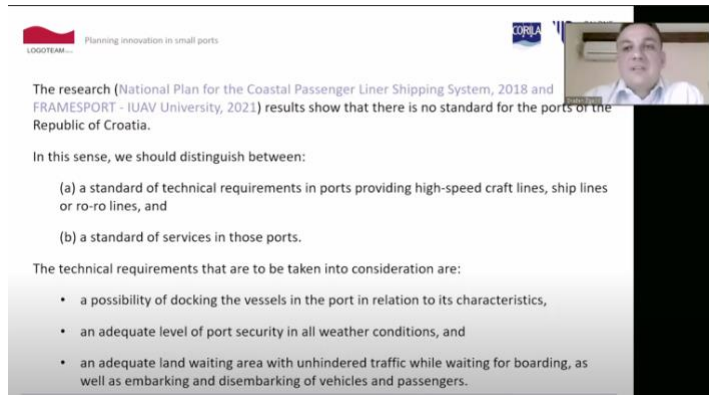 LOGOTEAM
Planning innovation in small ports
CORILA
The research (National Plan for the Coastal Passenger Liner Shipping System, 2018 and
FRAMESPORT - IUAV University, 2021) results show that there is no standard for the ports of the
Republic of Croatia.
In this sense, we should distinguish between:
(a) a standard of technical requirements in ports providing high-speed craft lines, ship lines
or ro-ro lines, and
(b) a standard of services in those ports.
The technical requirements that are to be taken into consideration are:
• a possibility of docking the vessels in the port in relation to its characteristics,
• an adequate level of port security in all weather conditions, and
• an adequate land waiting area with unhindered traffic while waiting for boarding, as
well as embarking and disembarking of vehicles and passengers.